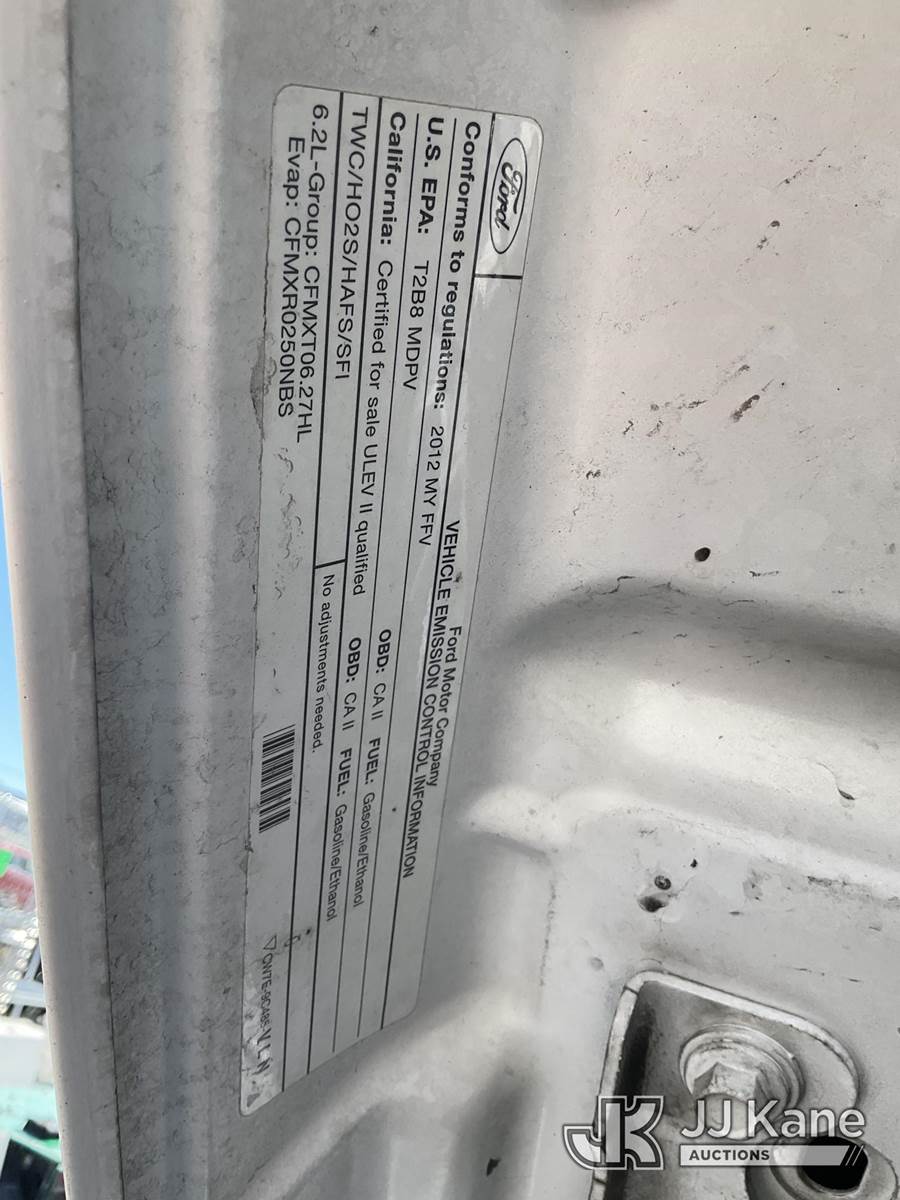 Ford
Ford Motor Company
VEHICLE EMISSION CONTROL INFORMATION
Conforms to regulations: 2012 MY FFV
U.S. EPA: T2B8 MDPV OBD: CA II FUEL: Gasoline/Ethanol
California: Certified for sale ULEV II qualified OBD: CA II FUEL: Gasoline/Ethanol
TWC/HO2S/HAFS/SFI No adjustments needed.
6.2L-Group: CFMXT06.27HL
Evap: CFMXR0250NBS
JK JJ Kane
AUCTIONS